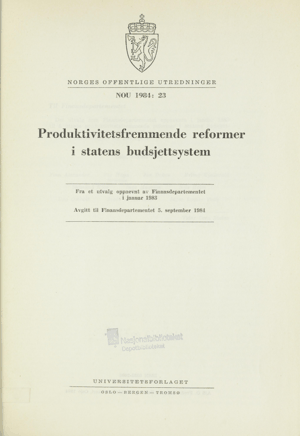 NORGES OFFENTLIGE UTREDNINGER
NOU 1984: 23
Produktivitetsfremmende reformer
i statens budsjettsystem
Fra et utvalg oppnevnt av Finansdepartementet
i januar 1983
Avgitt til Finansdepartementet 5. september 1984
UNIVERSITETSFORLAGET
OSLO — BERGEN — TROMSØ